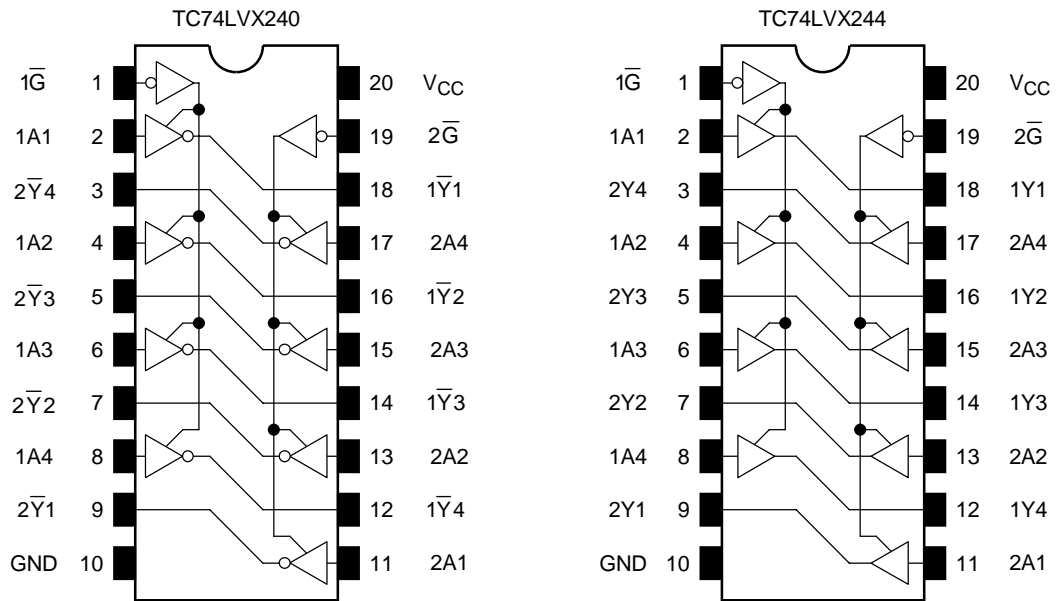 TC74LVX240
1G̅ 1 20 VCC
1A1 2 19 2G̅
2Y̅4 3 18 1Y̅1
1A2 4 17 2A4
2Y̅3 5 16 1Y̅2
1A3 6 15 2A3
2Y̅2 7 14 1Y̅3
1A4 8 13 2A2
2Y̅1 9 12 1Y̅4
GND 10 11 2A1
TC74LVX244
1G̅ 1 20 VCC
1A1 2 19 2G̅
2Y4 3 18 1Y1
1A2 4 17 2A4
2Y3 5 16 1Y2
1A3 6 15 2A3
2Y2 7 14 1Y3
1A4 8 13 2A2
2Y1 9 12 1Y4
GND 10 11 2A1